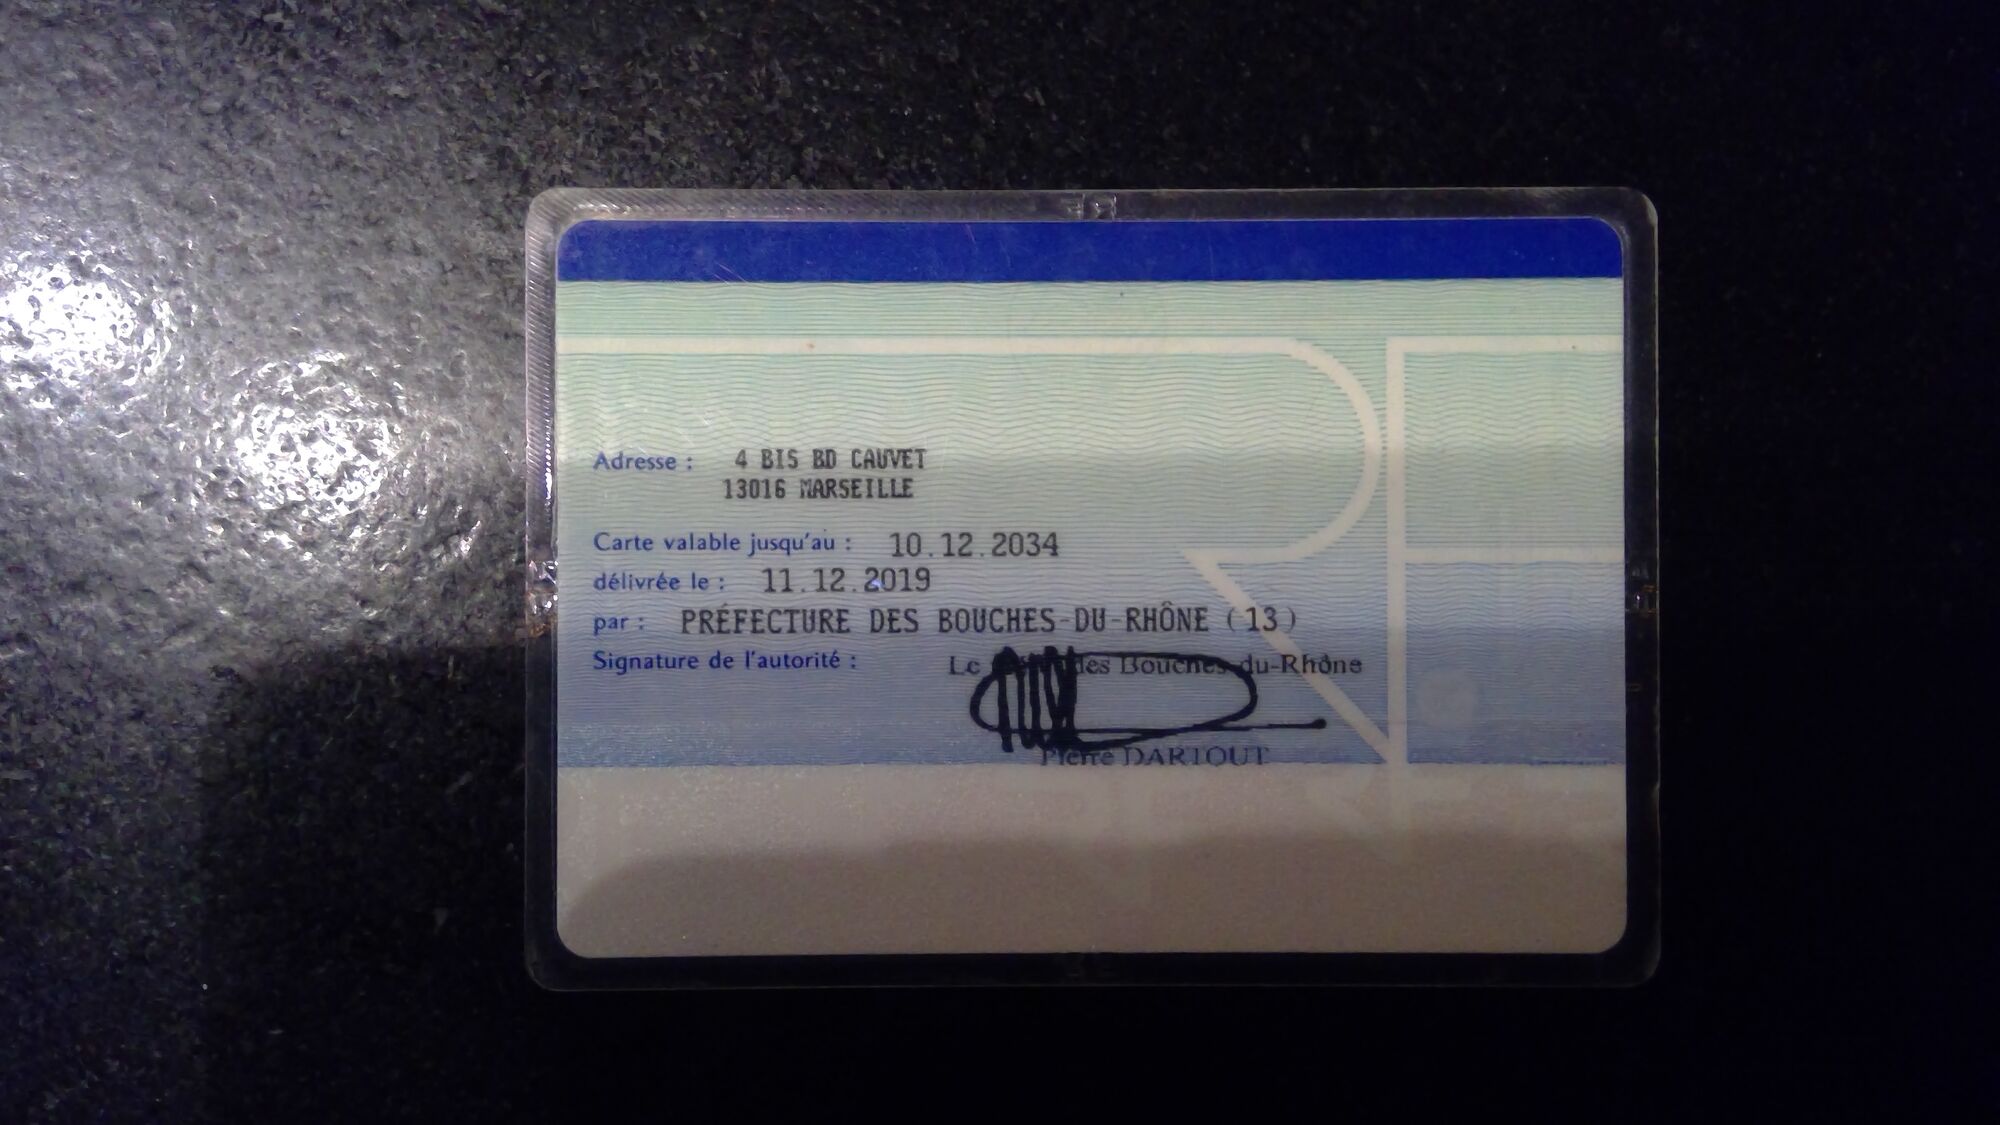 Adresse : 4 BIS BD CAUVET
13016 MARSEILLE
Carte valable jusqu'au : 10.12.2034
délivrée le : 11.12.2019
par : PRÉFECTURE DES BOUCHES-DU-RHÔNE (13)
Signature de l'autorité :
Le des Bouches-du-Rhône
Pierre DARTOUT
RF